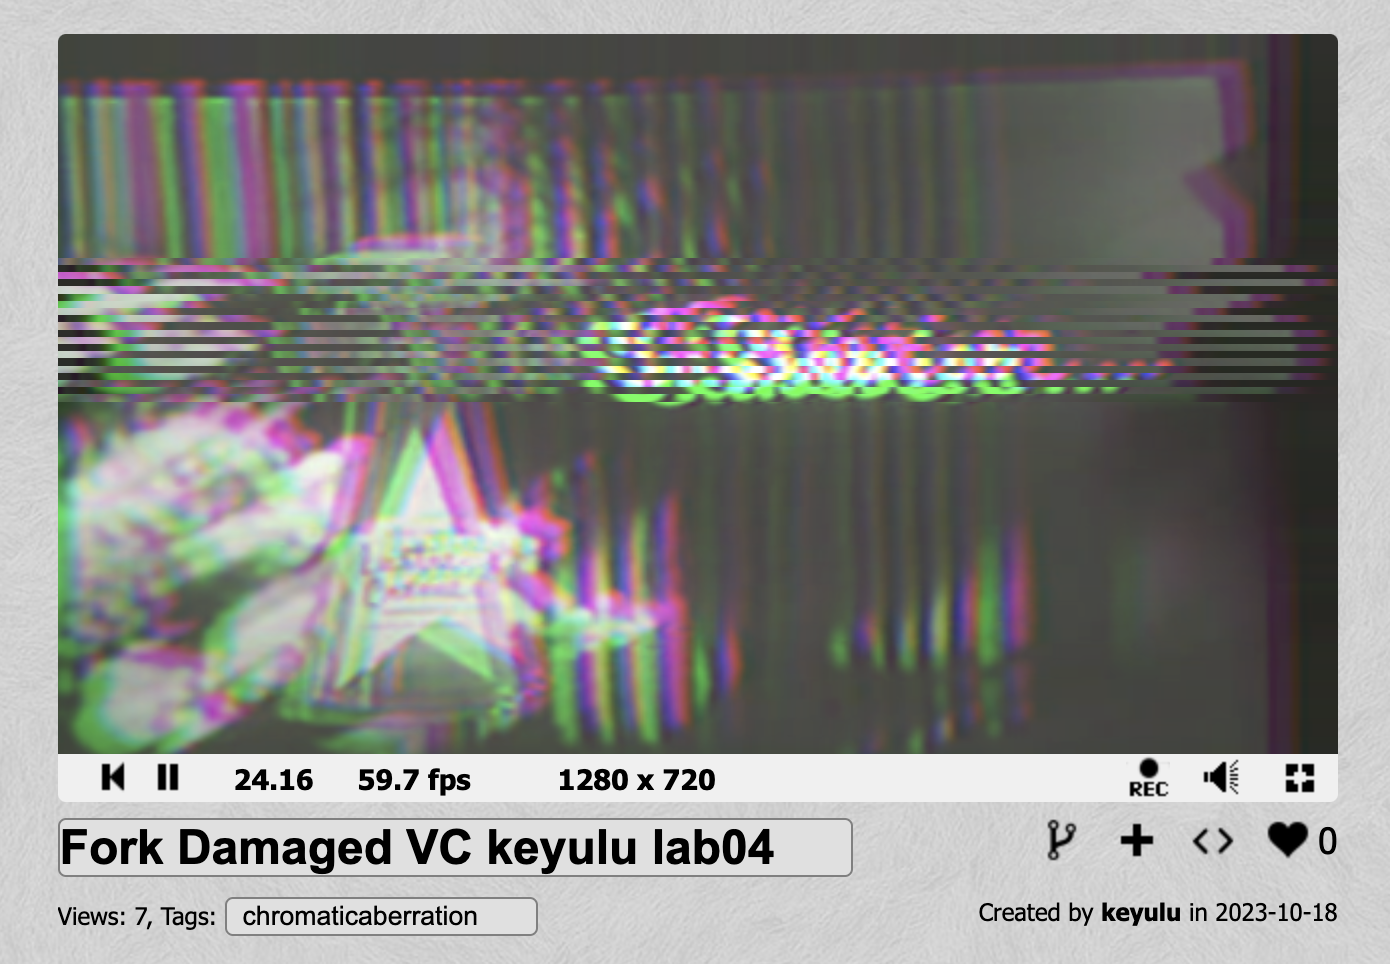 24.16 59.7 fps 1280 x 720 REC
Fork Damaged VC keyulu lab04
0
Views: 7, Tags: chromaticaberration
Created by keyulu in 2023-10-18